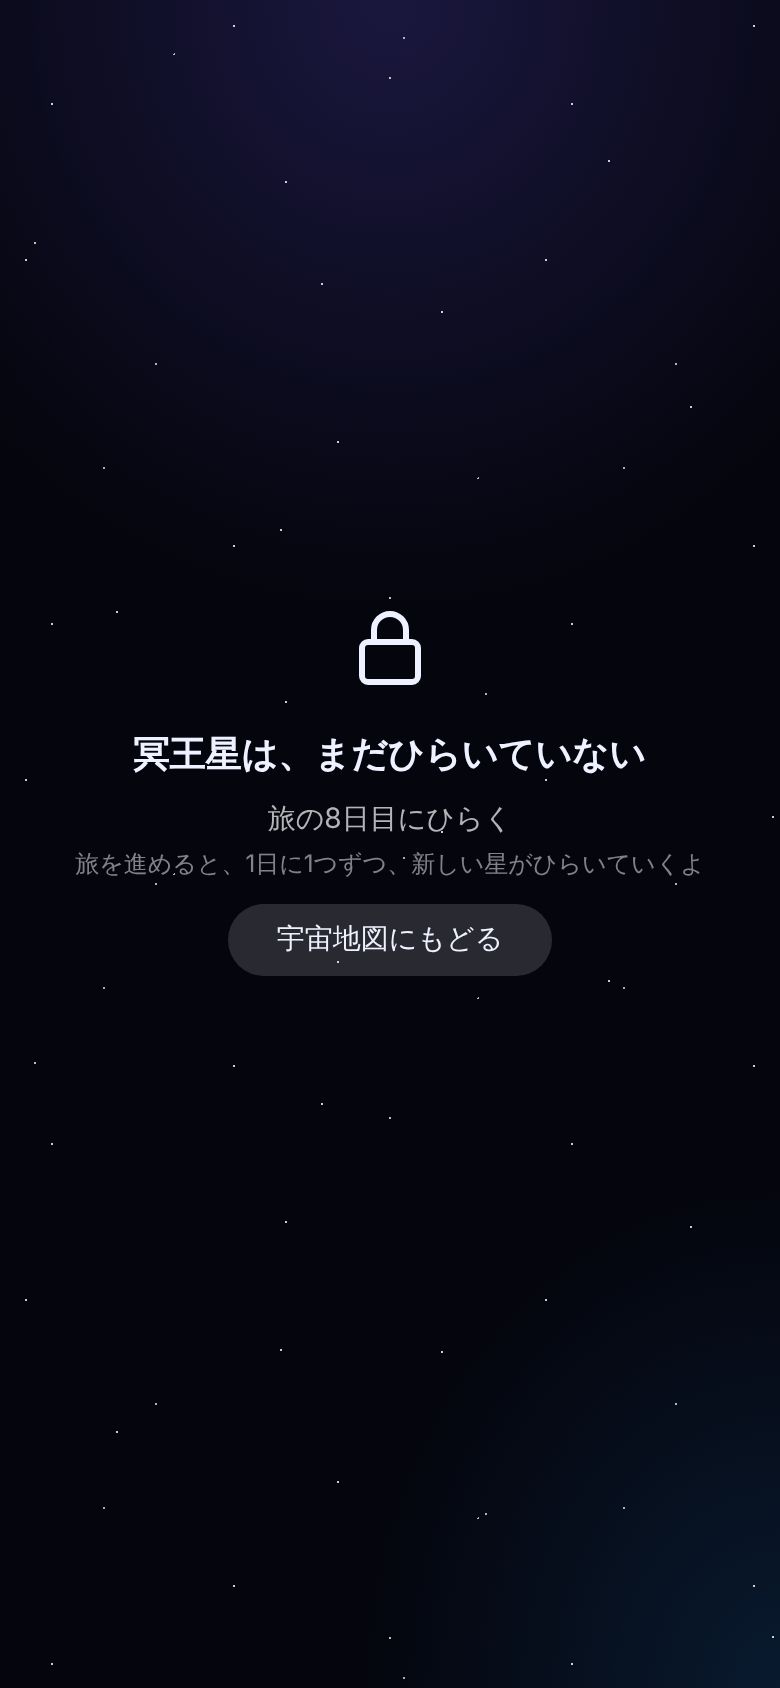 冥王星は、まだひらいていない
旅の8日目にひらく
旅を進めると、1日に1つずつ、新しい星がひらいていくよ
宇宙地図にもどる